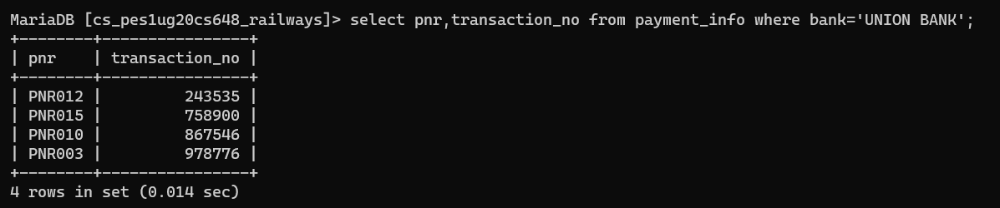 MariaDB [cs_pes1ug20cs648_railways]> select pnr,transaction_no from payment_info where bank='UNION BANK';
+--------+----------------+
| pnr    | transaction_no |
+--------+----------------+
| PNR012 |         243535 |
| PNR015 |         758900 |
| PNR010 |         867546 |
| PNR003 |         978776 |
+--------+----------------+
4 rows in set (0.014 sec)